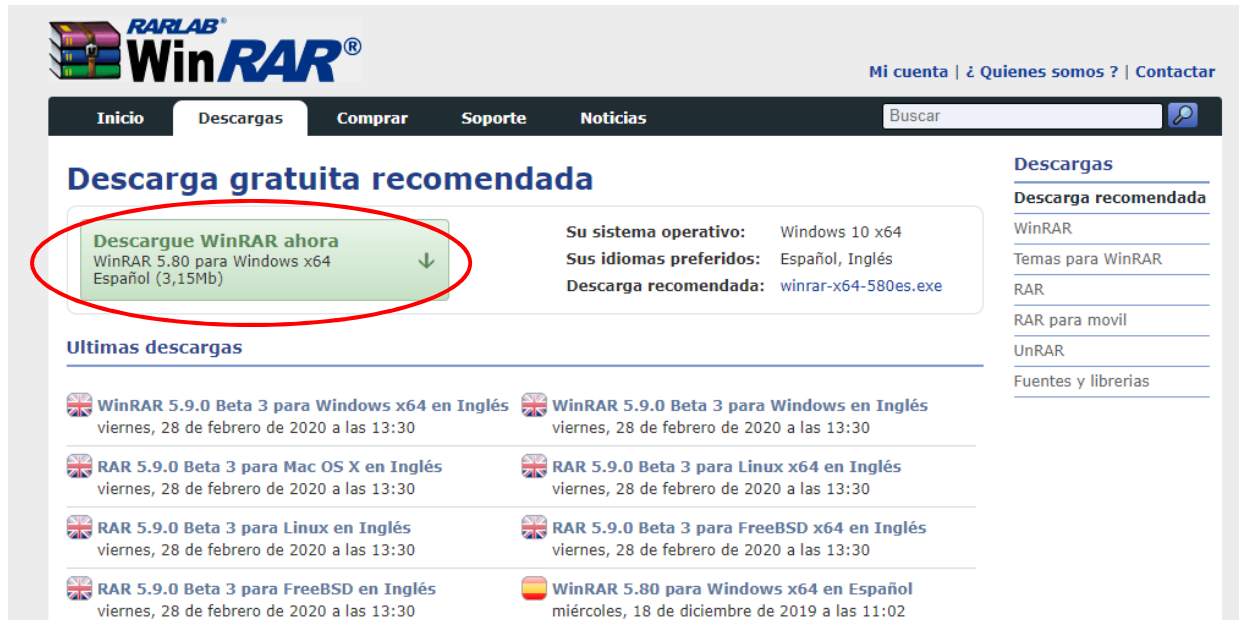 RARLAB®
WinRAR®
Mi cuenta | ¿ Quienes somos ? | Contactar
Inicio Descargas Comprar Soporte Noticias Buscar
Descarga gratuita recomendada
Descargue WinRAR ahora
WinRAR 5.80 para Windows x64
Español (3,15Mb)
Su sistema operativo: Windows 10 x64
Sus idiomas preferidos: Español, Inglés
Descarga recomendada: winrar-x64-580es.exe
Ultimas descargas
WinRAR 5.9.0 Beta 3 para Windows x64 en Inglés
viernes, 28 de febrero de 2020 a las 13:30
WinRAR 5.9.0 Beta 3 para Windows en Inglés
viernes, 28 de febrero de 2020 a las 13:30
RAR 5.9.0 Beta 3 para Mac OS X en Inglés
viernes, 28 de febrero de 2020 a las 13:30
RAR 5.9.0 Beta 3 para Linux x64 en Inglés
viernes, 28 de febrero de 2020 a las 13:30
RAR 5.9.0 Beta 3 para Linux en Inglés
viernes, 28 de febrero de 2020 a las 13:30
RAR 5.9.0 Beta 3 para FreeBSD x64 en Inglés
viernes, 28 de febrero de 2020 a las 13:30
RAR 5.9.0 Beta 3 para FreeBSD en Inglés
viernes, 28 de febrero de 2020 a las 13:30
WinRAR 5.80 para Windows x64 en Español
miércoles, 18 de diciembre de 2019 a las 11:02
Descargas
Descarga recomendada
WinRAR
Temas para WinRAR
RAR
RAR para movil
UnRAR
Fuentes y librerias